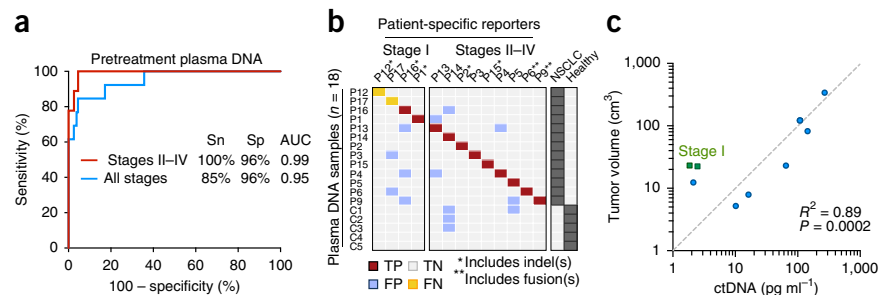 a
Pretreatment plasma DNA
Sensitivity (%)
100
80
60
40
20
0
Sn Sp AUC
Stages II–IV 100% 96% 0.99
All stages 85% 96% 0.95
0 20 40 60 80 100
100 – specificity (%)
b
Patient-specific reporters
Stage I Stages II–IV
P12* P17 P16* P1* P13 P14 P2* P3 P15* P4 P5 P6** P9** NSCLC Healthy
Plasma DNA samples (n = 18)
P12
P17
P16
P1
P13
P14
P2
P3
P15
P4
P5
P6
P9
C1
C2
C3
C4
C5
TP TN *Includes indel(s)
FP FN **Includes fusion(s)
c
Tumor volume (cm3)
1,000
100
10
1
Stage I
R2 = 0.89
P = 0.0002
1 10 100 1,000
ctDNA (pg ml−1)